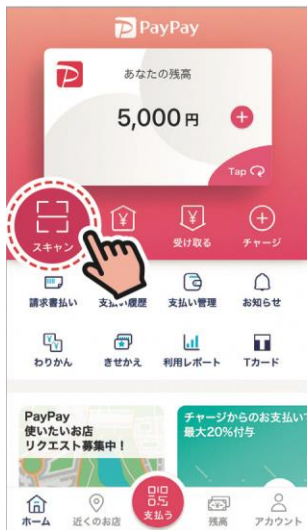 PayPay
あなたの残高
5,000円
Tap
スキャン
受け取る
チャージ
請求書払い
支払い履歴
支払い管理
お知らせ
わりかん
きせかえ
利用レポート
Tカード
PayPay
使いたいお店
リクエスト募集中！
チャージからのお支払いで
最大20%付与
ホーム
近くのお店
支払う
残高
アカウント